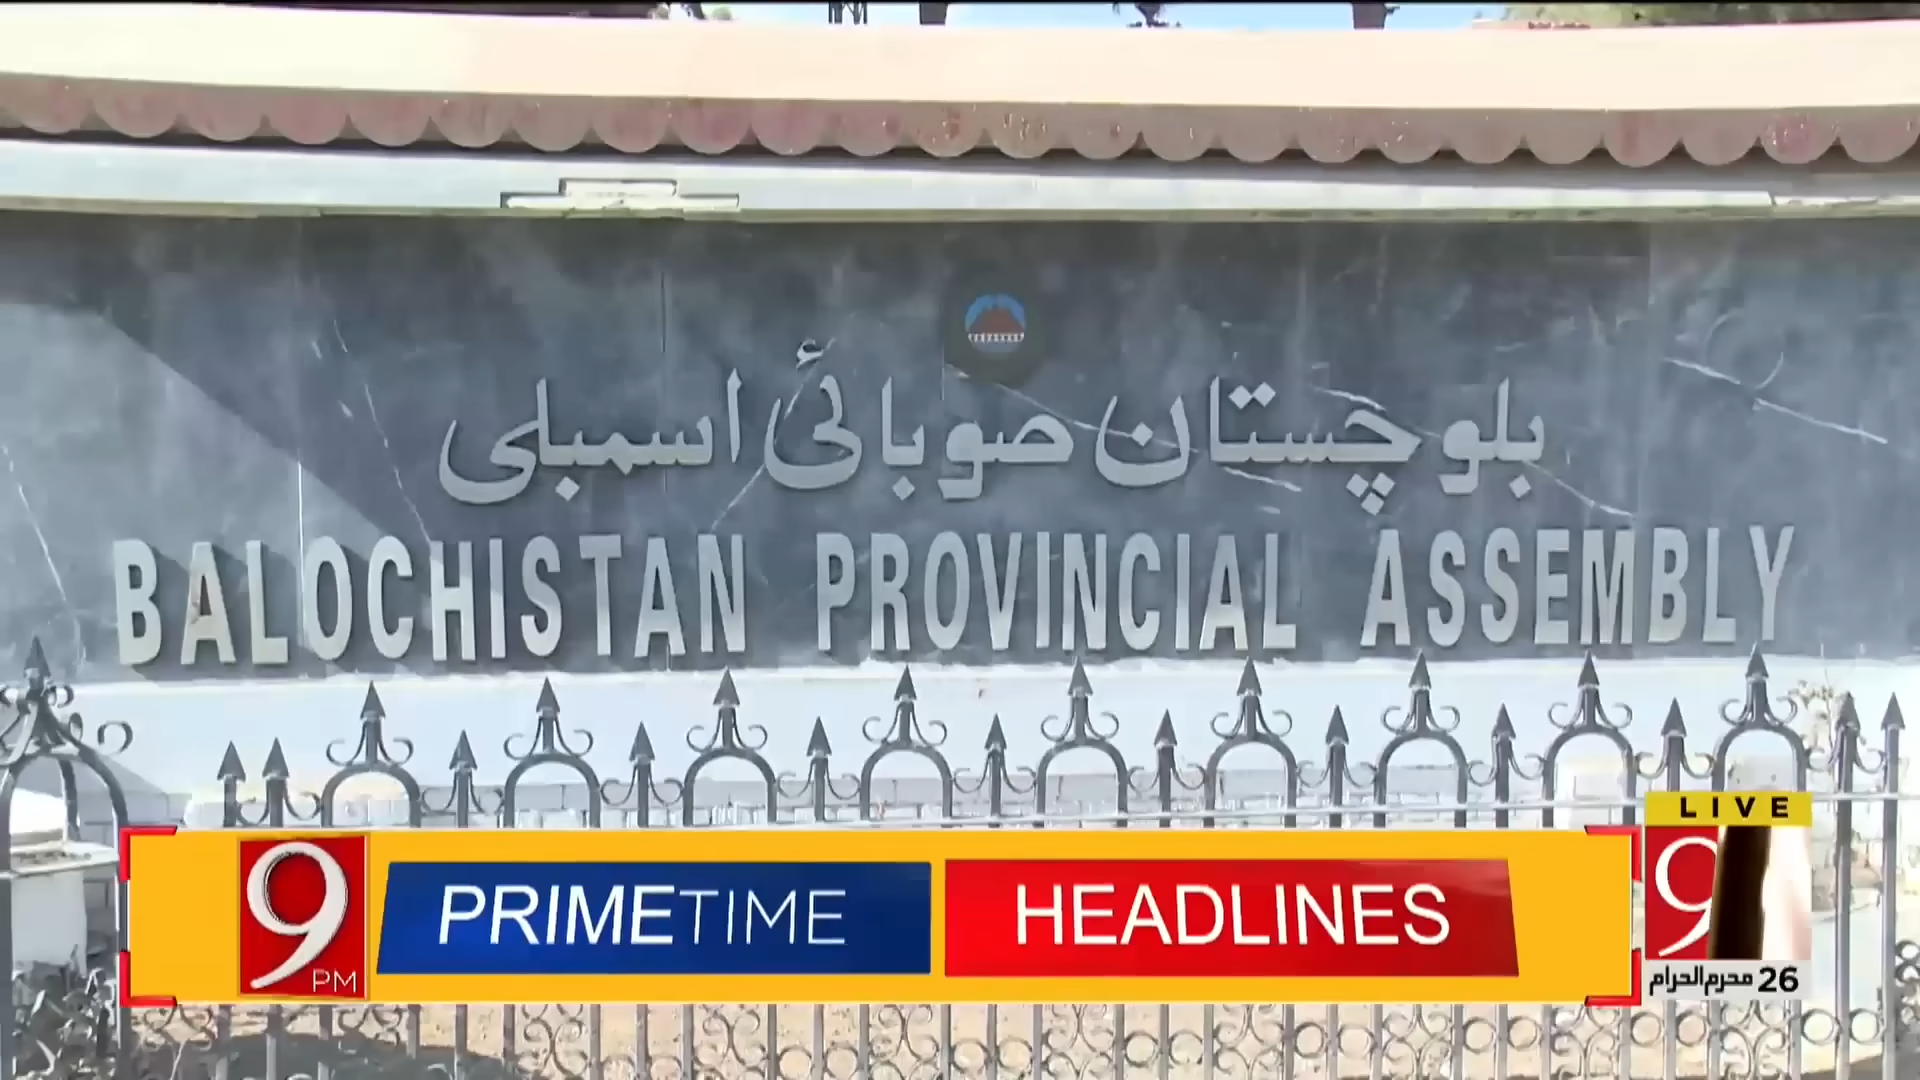 بلوچستان صوبائی اسمبلی
BALOCHISTAN PROVINCIAL ASSEMBLY
LIVE
9 PM
PRIMETIME
HEADLINES
9
26 محرم الحرام